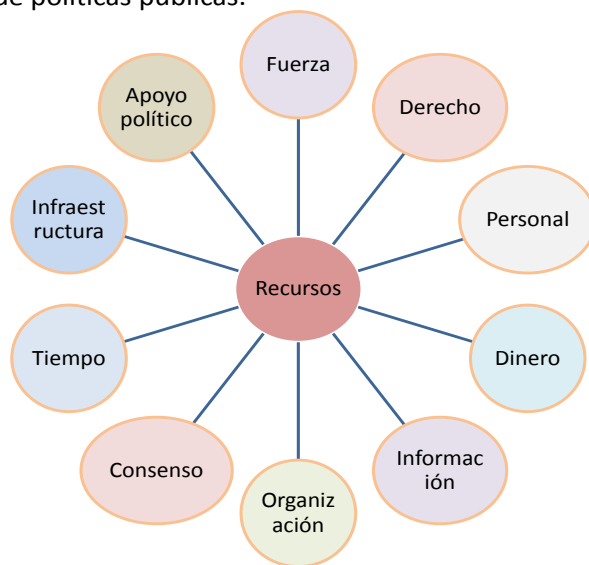 de políticas públicas.
Fuerza
Derecho
Personal
Dinero
Informac
ión
Organiz
ación
Consenso
Tiempo
Infraest
ructura
Apoyo
político
Recursos